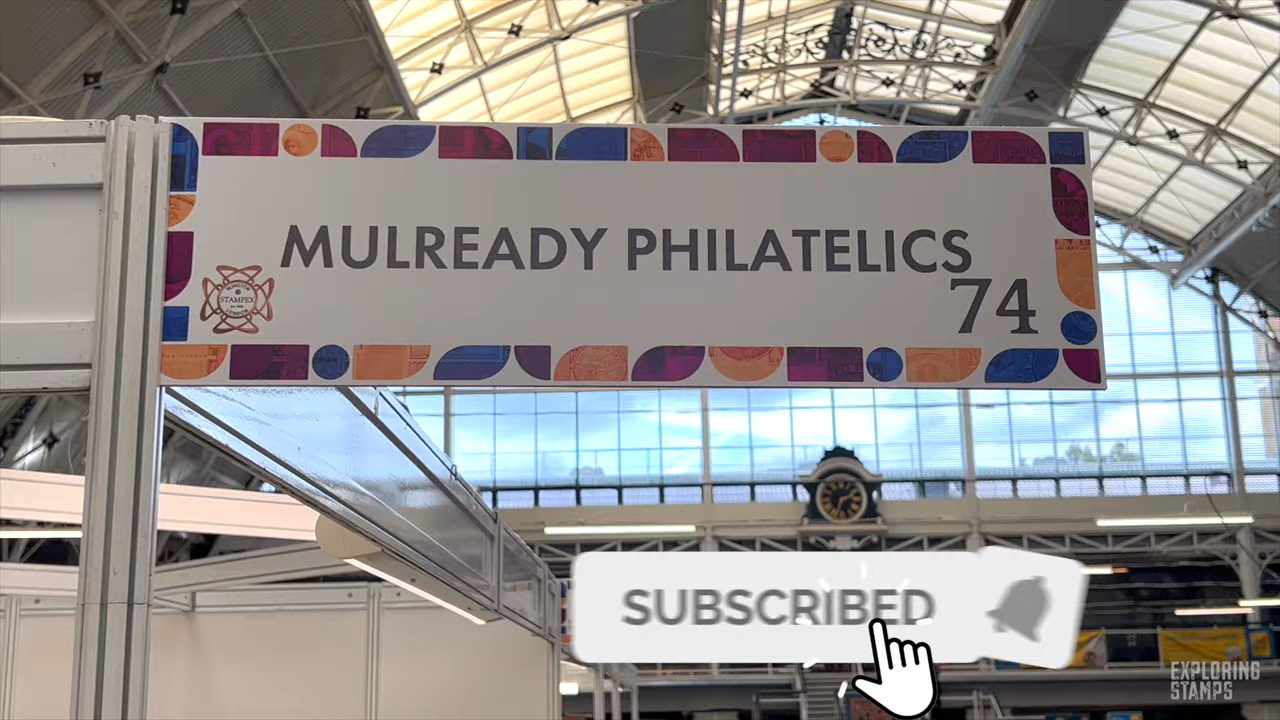 MULREADY PHILATELICS
74
STAMPEX
LONDON
SUBSCRIBED
EXPLORING
STAMPS